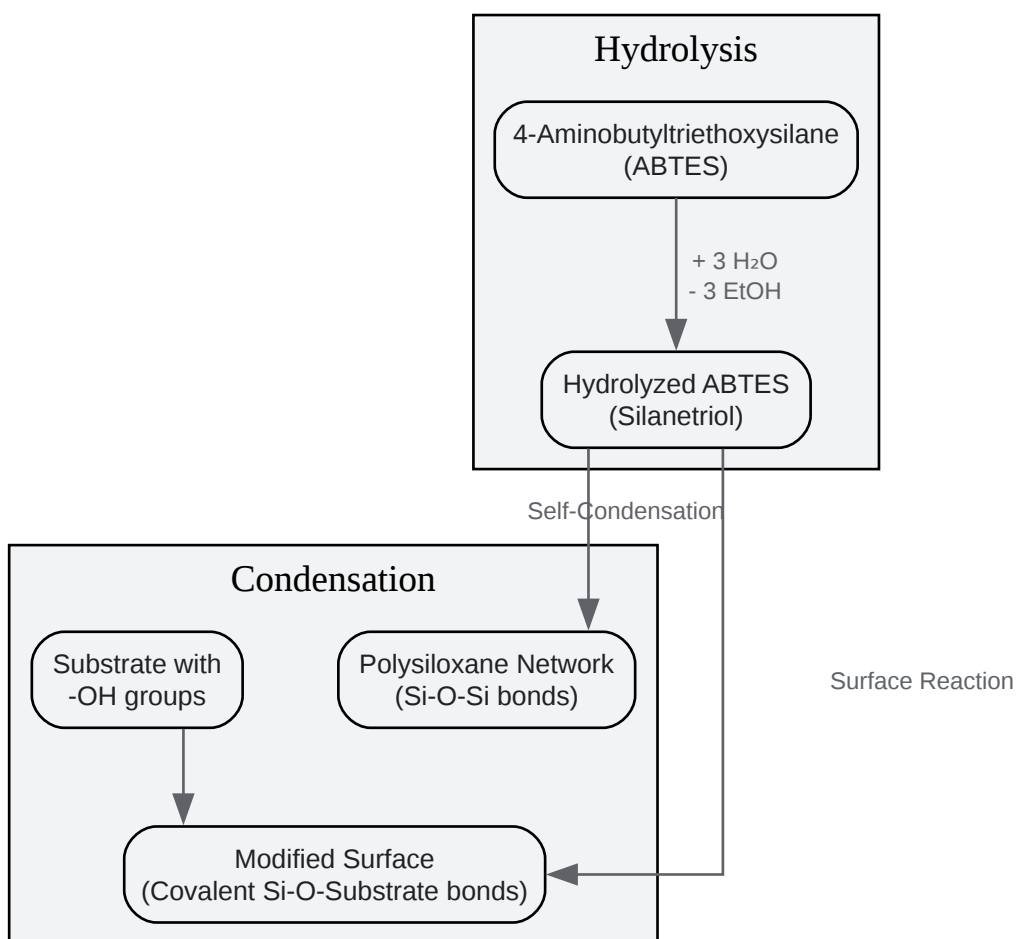 Hydrolysis
4-Aminobutyltriethoxysilane
(ABTES)
+ 3 H₂O
- 3 EtOH
Hydrolyzed ABTES
(Silanetriol)
Self-Condensation
Condensation
Substrate with
-OH groups
Polysiloxane Network
(Si-O-Si bonds)
Surface Reaction
Modified Surface
(Covalent Si-O-Substrate bonds)